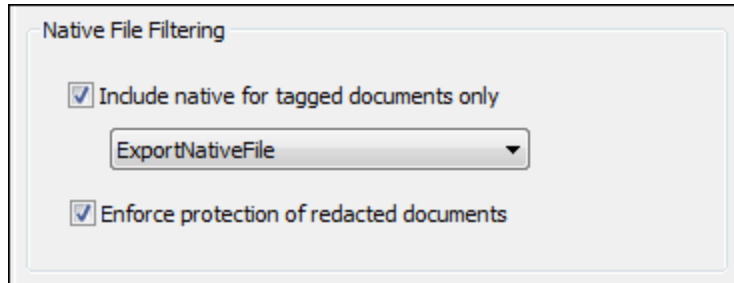 Native File Filtering
Include native for tagged documents only
ExportNativeFile
Enforce protection of redacted documents